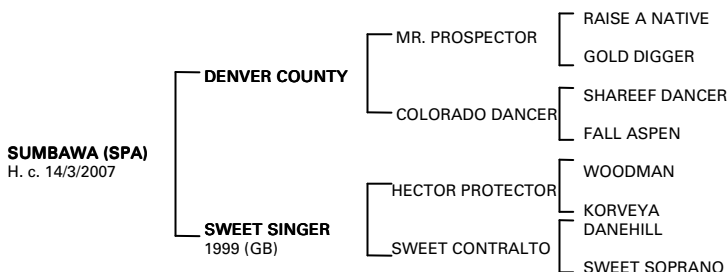 RAISE A NATIVE
MR. PROSPECTOR
GOLD DIGGER
DENVER COUNTY
SHAREEF DANCER
COLORADO DANCER
FALL ASPEN
SUMBAWA (SPA)
H. c. 14/3/2007
WOODMAN
HECTOR PROTECTOR
KORVEYA
SWEET SINGER
1999 (GB)
DANEHILL
SWEET CONTRALTO
SWEET SOPRANO